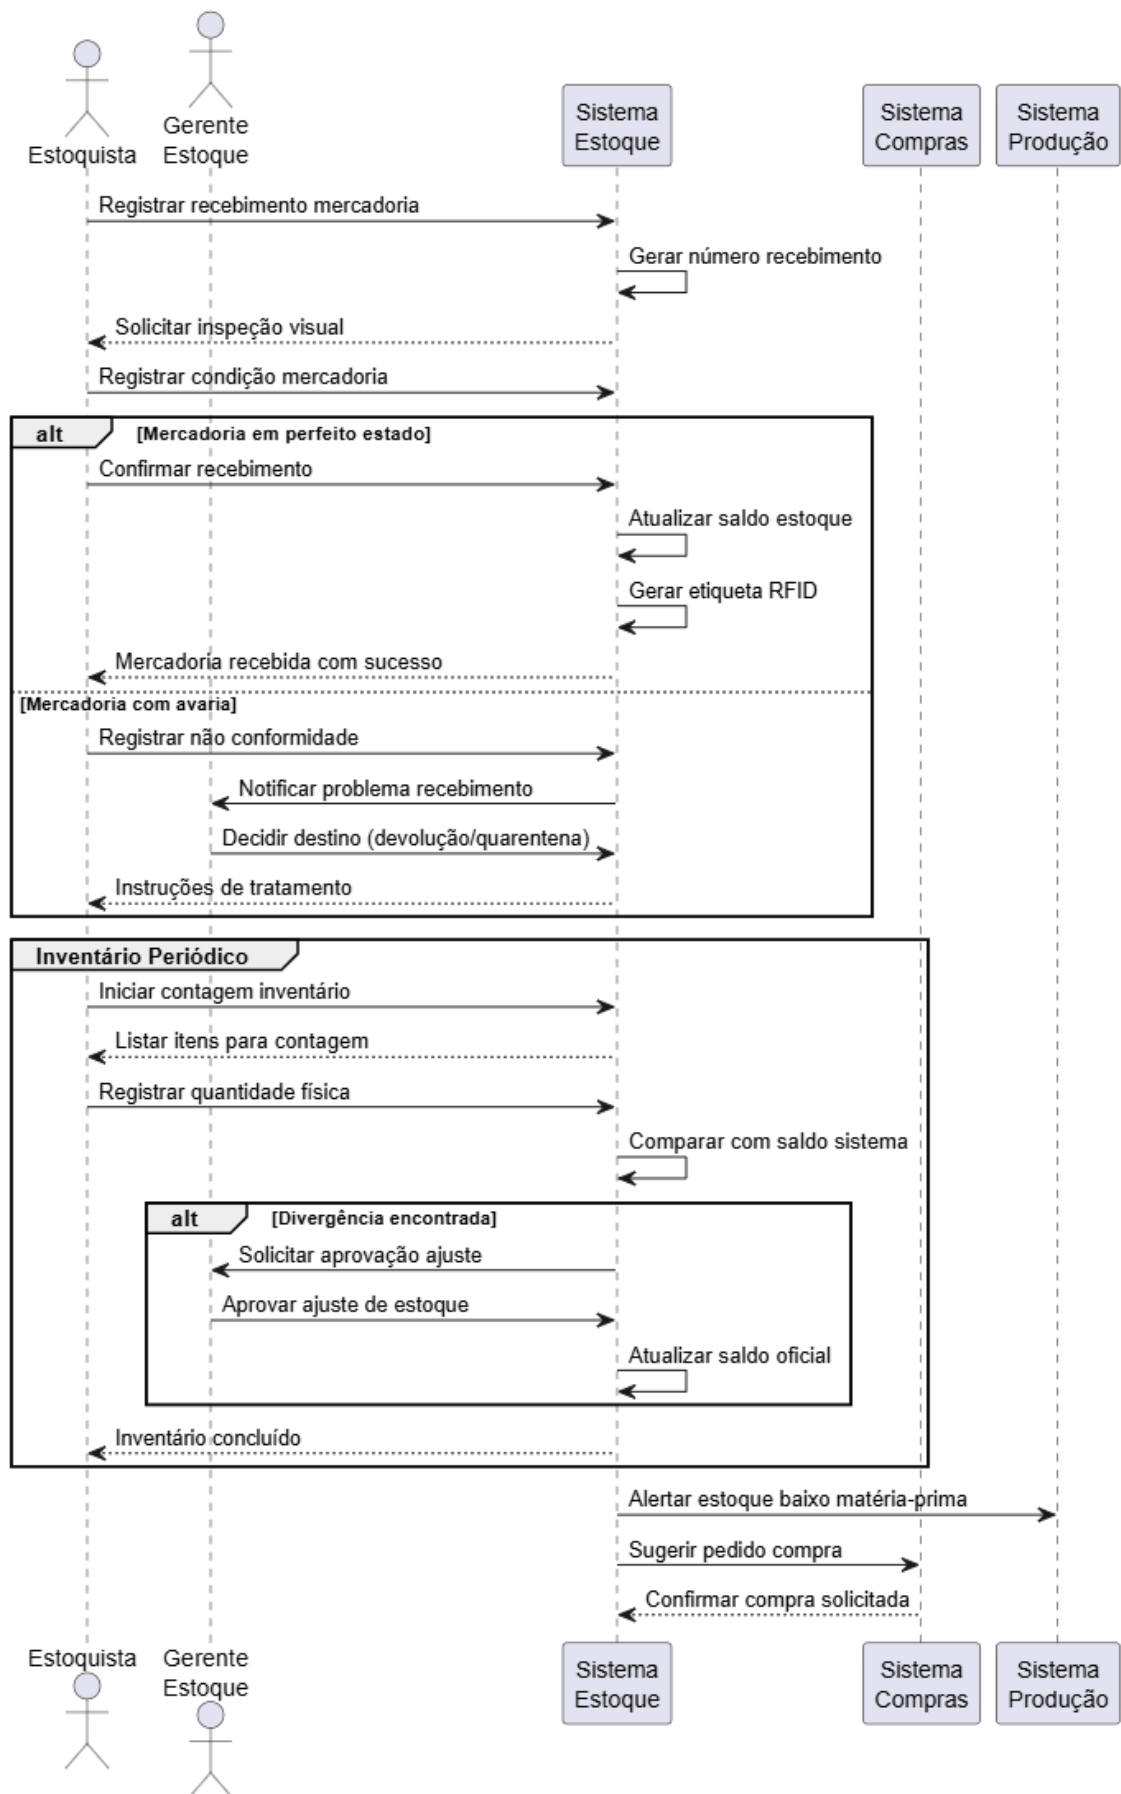 Estoquista
Gerente
Estoque
Sistema
Estoque
Sistema
Compras
Sistema
Produção
Registrar recebimento mercadoria
Gerar número recebimento
Solicitar inspeção visual
Registrar condição mercadoria
alt
[Mercadoria em perfeito estado]
Confirmar recebimento
Atualizar saldo estoque
Gerar etiqueta RFID
Mercadoria recebida com sucesso
[Mercadoria com avaria]
Registrar não conformidade
Notificar problema recebimento
Decidir destino (devolução/quarentena)
Instruções de tratamento
Inventário Periódico
Iniciar contagem inventário
Listar itens para contagem
Registrar quantidade física
Comparar com saldo sistema
alt
[Divergência encontrada]
Solicitar aprovação ajuste
Aprovar ajuste de estoque
Atualizar saldo oficial
Inventário concluído
Alertar estoque baixo matéria-prima
Sugerir pedido compra
Confirmar compra solicitada
Estoquista
Gerente
Estoque
Sistema
Estoque
Sistema
Compras
Sistema
Produção